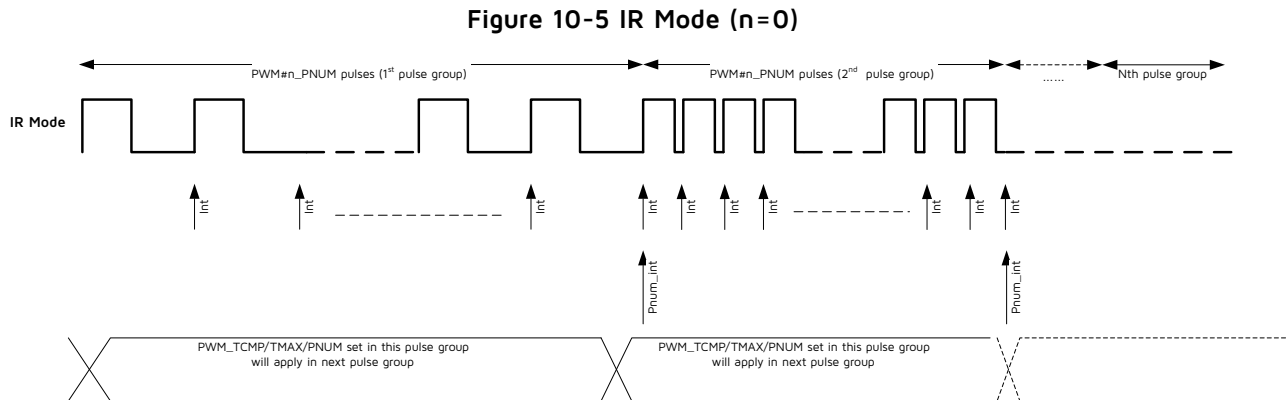 Figure 10-5 IR Mode (n=0)
PWM#n_PNUM pulses (1st pulse group)
PWM#n_PNUM pulses (2nd pulse group)
......
Nth pulse group
IR Mode
Int
Int
Int
Int
Int
Int
Int
Int
Int
Int
Pnum_int
Pnum_int
PWM_TCMP/TMAX/PNUM set in this pulse group
will apply in next pulse group
PWM_TCMP/TMAX/PNUM set in this pulse group
will apply in next pulse group